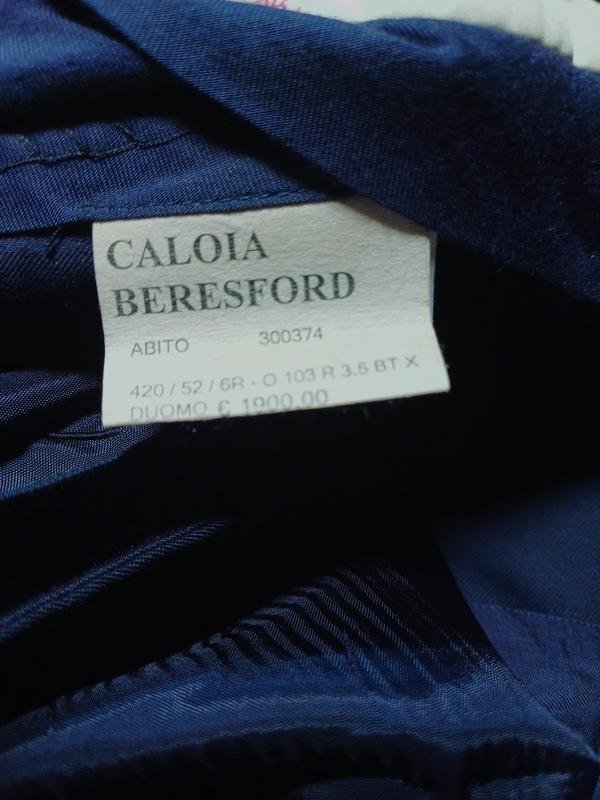 CALOIA
BERESFORD
ABITO 300374
420 / 52 / 6R - O 103 R 3.5 BT X
DUOMO € 1900.00